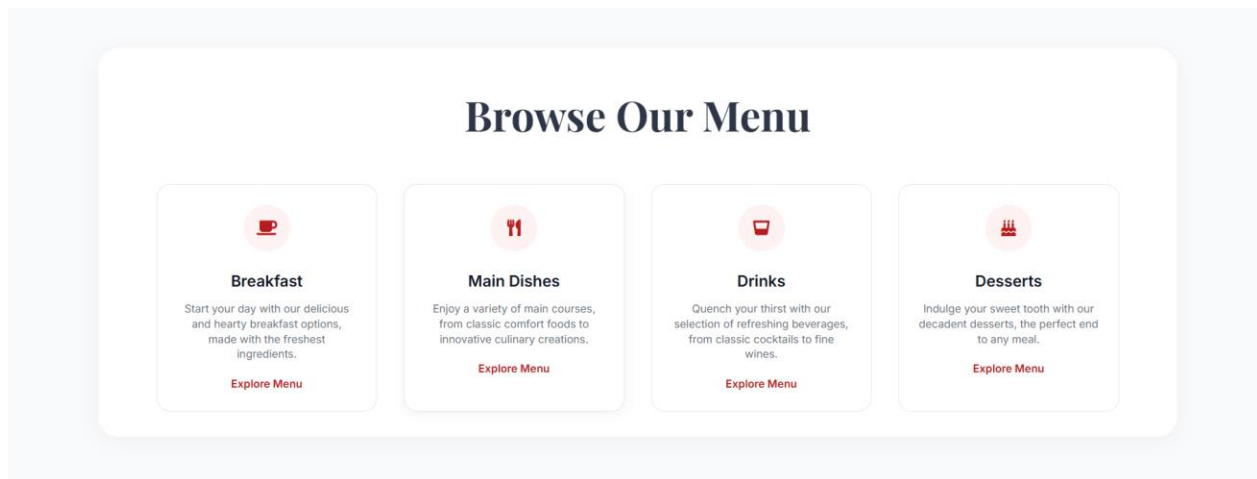 Browse Our Menu
Breakfast
Start your day with our delicious
and hearty breakfast options,
made with the freshest
ingredients.
Explore Menu
Main Dishes
Enjoy a variety of main courses,
from classic comfort foods to
innovative culinary creations.
Explore Menu
Drinks
Quench your thirst with our
selection of refreshing beverages,
from classic cocktails to fine
wines.
Explore Menu
Desserts
Indulge your sweet tooth with our
decadent desserts, the perfect end
to any meal.
Explore Menu